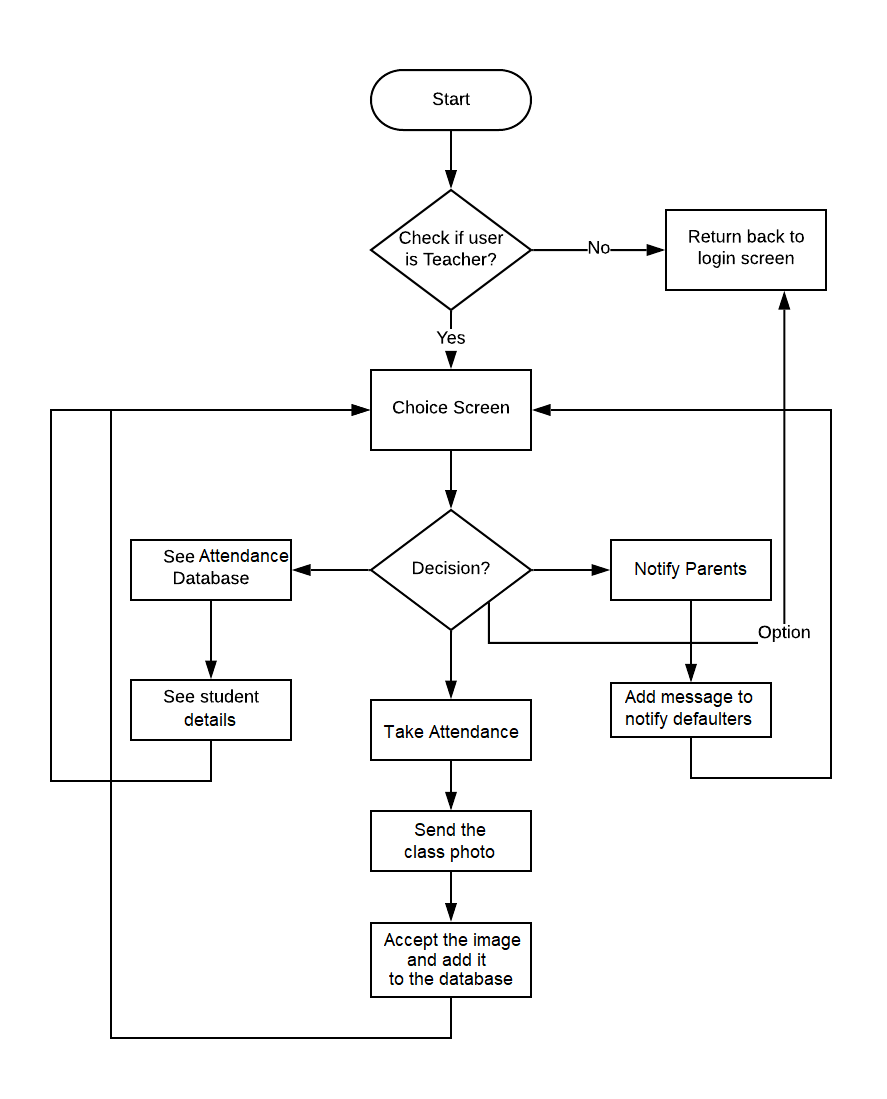 Start
Check if user
is Teacher?
No
Return back to
login screen
Yes
Choice Screen
See Attendance
Database
Decision?
Notify Parents
Option
See student
details
Take Attendance
Add message to
notify defaulters
Send the
class photo
Accept the image
and add it
to the database